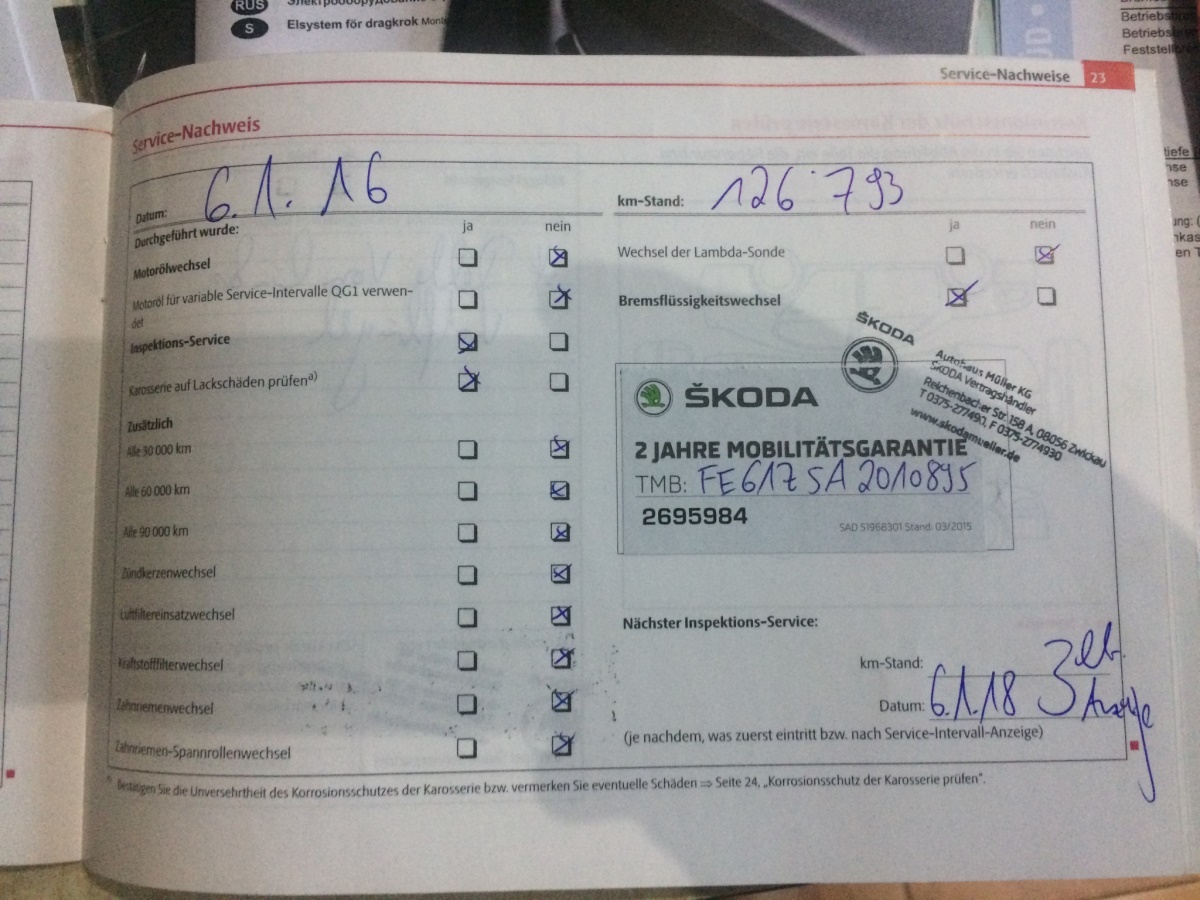 RUS
S Elsystem för dragkrok
Betriebs
Betriebs
Feststell
Service-Nachweise 23
Service-Nachweis
Datum: 6.1.16
km-Stand: 126.793
Durchgeführt wurde: ja nein
ja nein
Motorölwechsel
Motoröl für variable Service-Intervalle QG1 verwen-
det
Inspektions-Service
Karosserie auf Lackschäden prüfen a)
Zusätzlich
Alle 30 000 km
Alle 60 000 km
Alle 90 000 km
Zündkerzenwechsel
Luftfiltereinsatzwechsel
Kraftstofffilterwechsel
Zahnriemenwechsel
Zahnriemen-Spannrollenwechsel
Wechsel der Lambda-Sonde
Bremsflüssigkeitswechsel
ŠKODA
Autohaus Müller KG
ŠKODA Vertragshändler
Reichenbacher Str. 158 A, 08056 Zwickau
T 0375-277490, F 0375-2774930
www.skodamueller.de
ŠKODA
2 JAHRE MOBILITÄTSGARANTIE
TMB: FE617SA2010895
2695984
SAD 51968301 Stand: 03/2015
Nächster Inspektions-Service:
km-Stand:
Datum: 6.1.18
(je nachdem, was zuerst eintritt bzw. nach Service-Intervall-Anzeige)
Bestätigen Sie die Unversehrtheit des Korrosionsschutzes der Karosserie bzw. vermerken Sie eventuelle Schäden ⇒ Seite 24, „Korrosionsschutz der Karosserie prüfen".